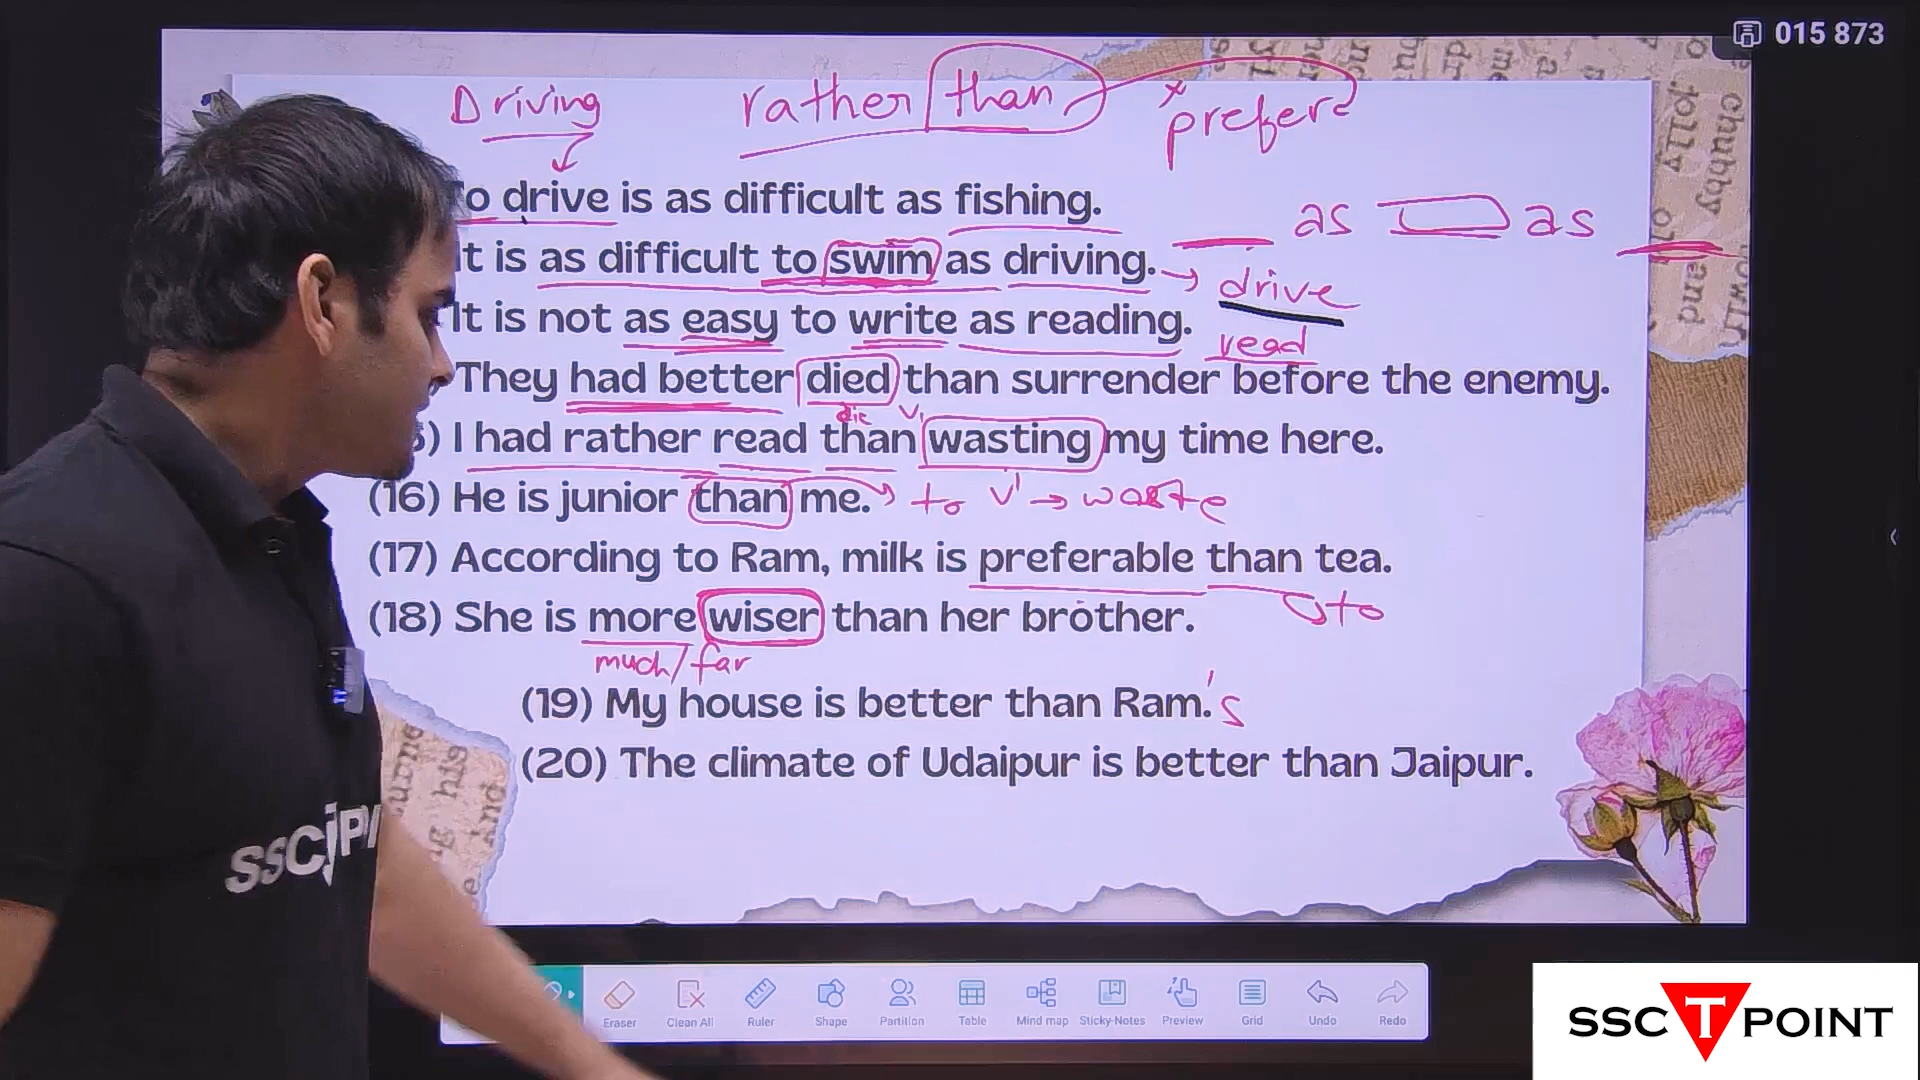 015 873
Driving rather than prefer
To drive is as difficult as fishing.
as as
It is as difficult to swim as driving. drive
It is not as easy to write as reading. read
They had better died than surrender before the enemy.
die V1
) I had rather read than wasting my time here.
(16) He is junior than me. to V1 → waste
(17) According to Ram, milk is preferable than tea.
to
(18) She is more wiser than her brother.
much/far
(19) My house is better than Ram.'s
(20) The climate of Udaipur is better than Jaipur.
Eraser Clean All Ruler Shape Partition Table Mind map Sticky-Notes Preview Grid Undo Redo
SSC T POINT